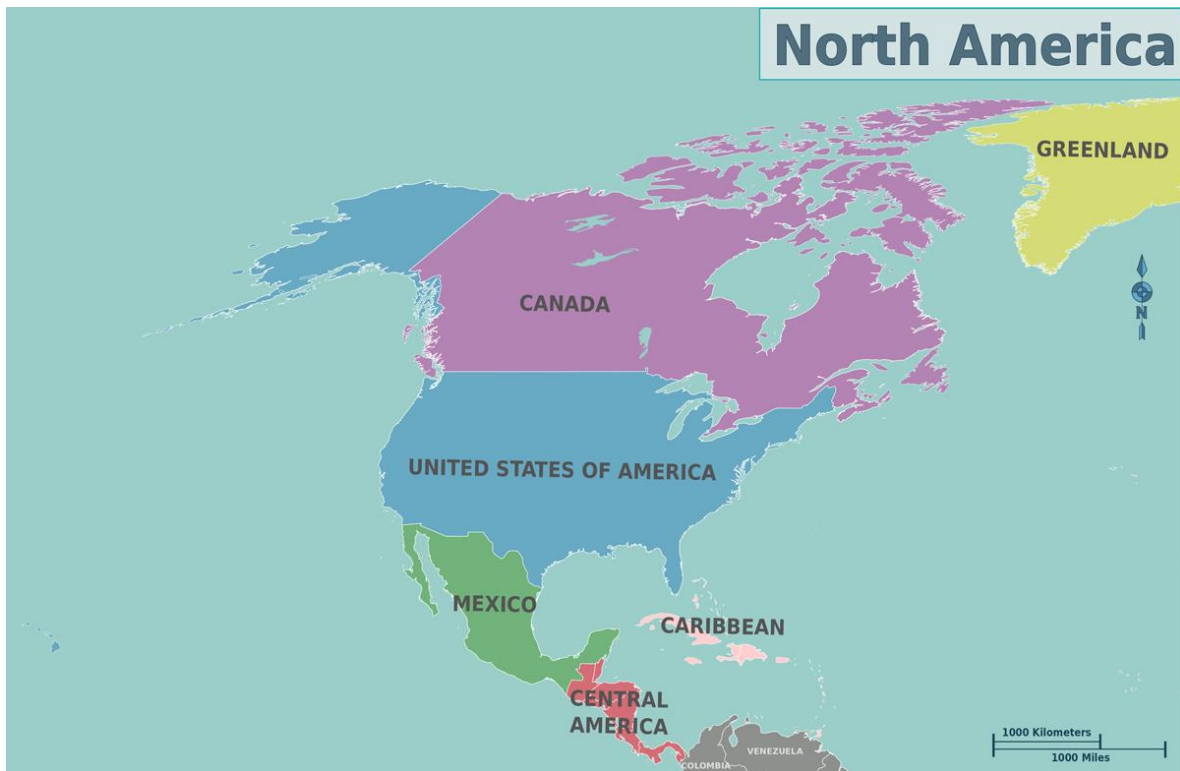 North America
GREENLAND
CANADA
N
UNITED STATES OF AMERICA
MEXICO
CARIBBEAN
CENTRAL
AMERICA
1000 Kilometers
1000 Miles
VENEZUELA
COLOMBIA